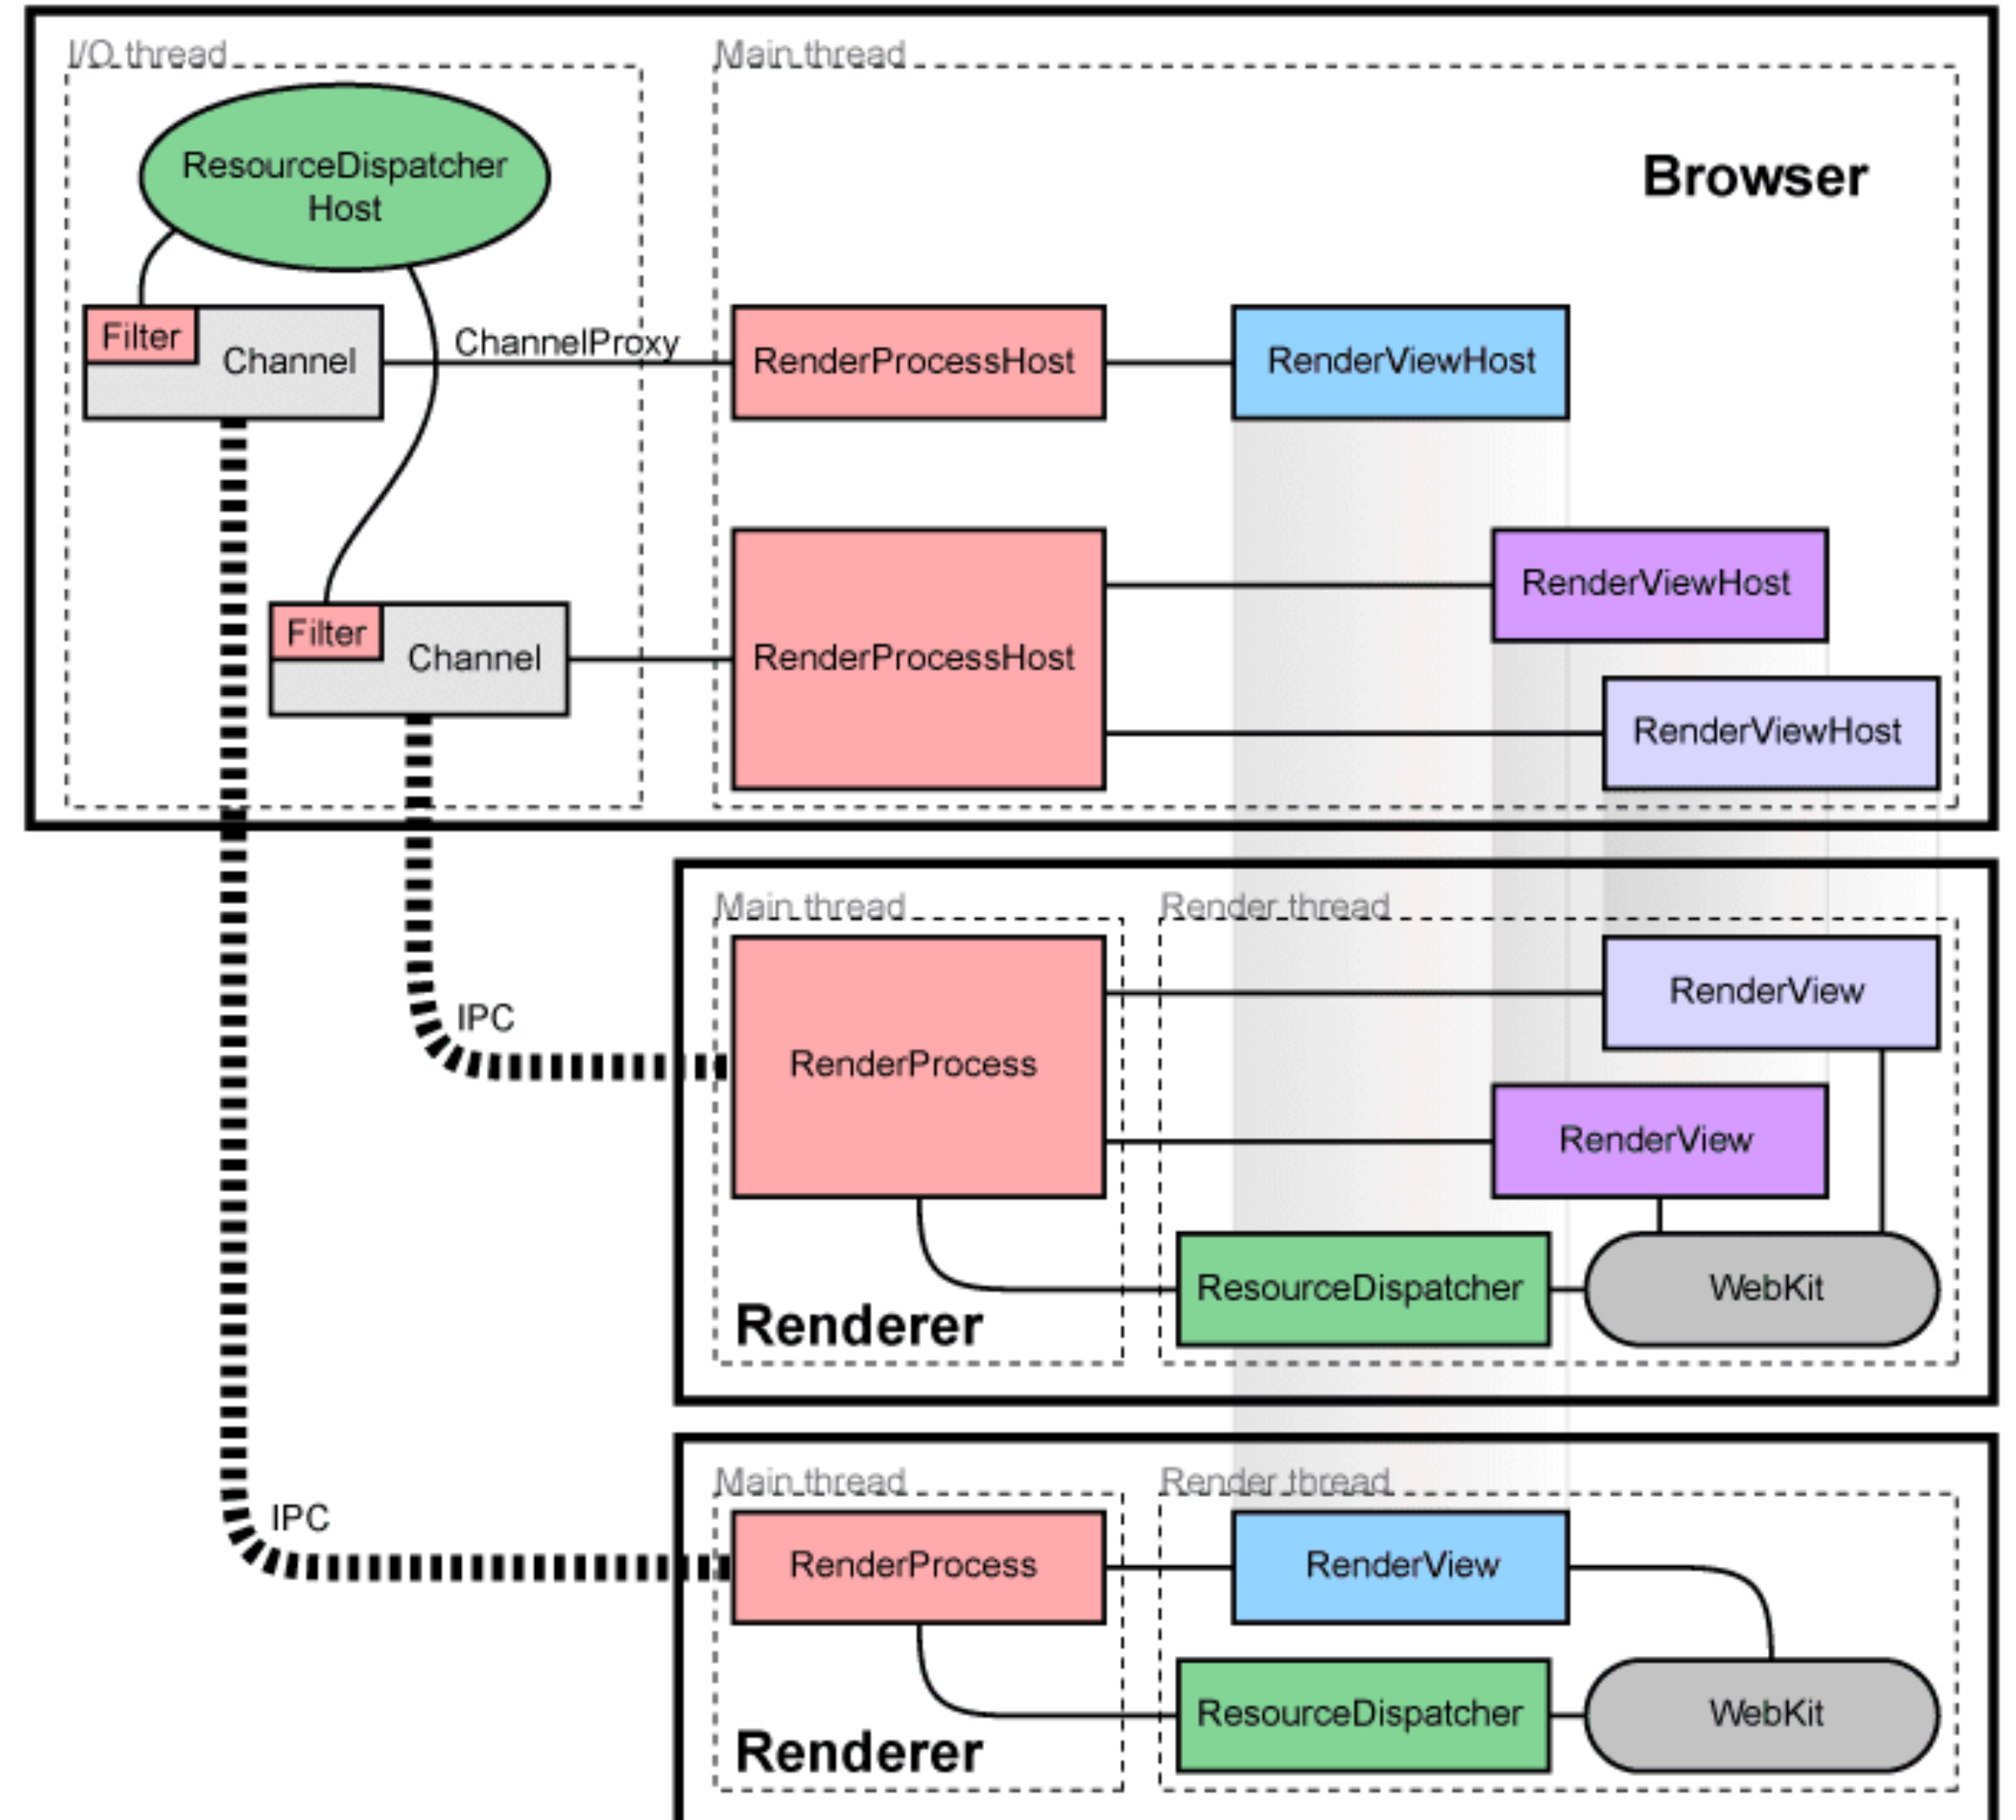 I/O thread
Main thread
ResourceDispatcher
Host
Browser
Filter
Channel
ChannelProxy
RenderProcessHost
RenderViewHost
RenderViewHost
Filter
Channel
RenderProcessHost
RenderViewHost
Main thread
Render thread
RenderView
IPC
RenderProcess
RenderView
ResourceDispatcher
WebKit
Renderer
Main thread
Render thread
IPC
RenderProcess
RenderView
ResourceDispatcher
WebKit
Renderer